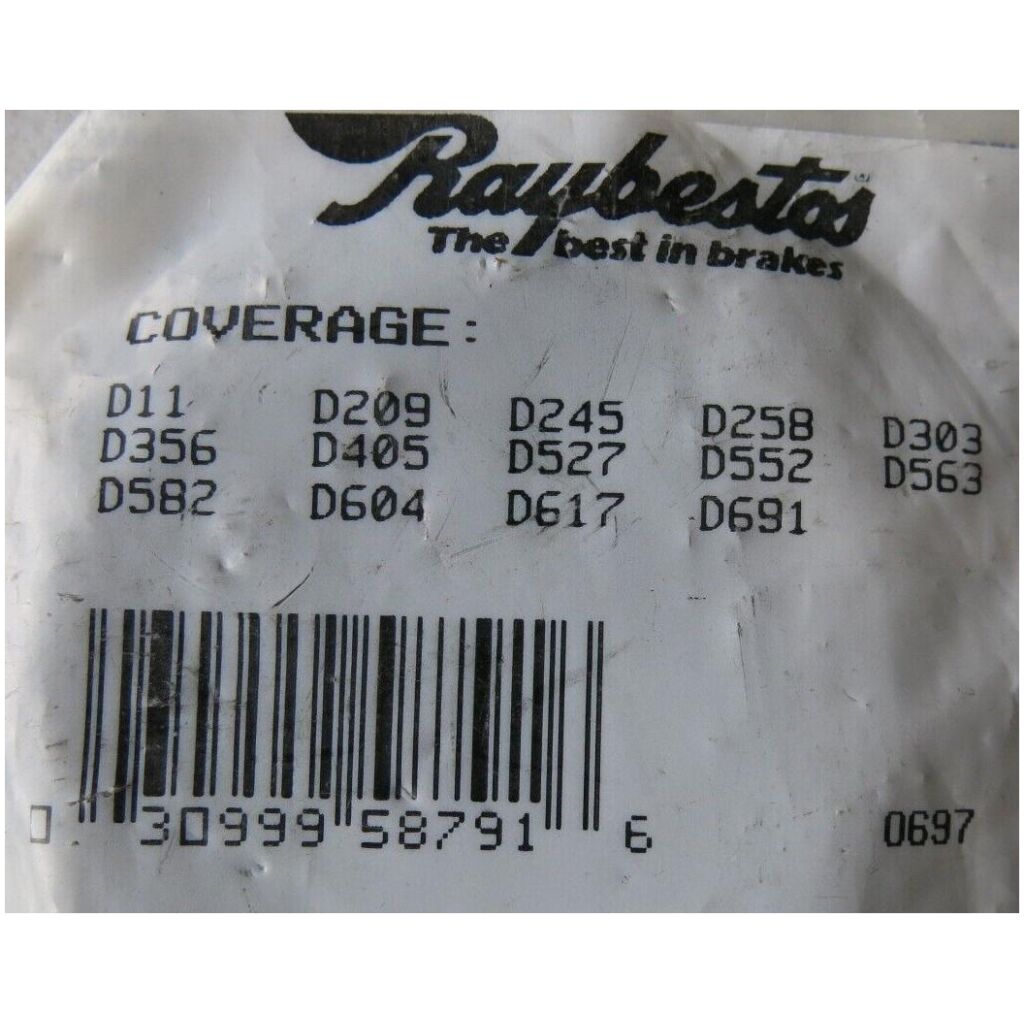 Raybestos
The best in brakes
COVERAGE:
D11 D209 D245 D258 D303
D356 D405 D527 D552 D563
D582 D604 D617 D691
0 30999 58791 6
0697